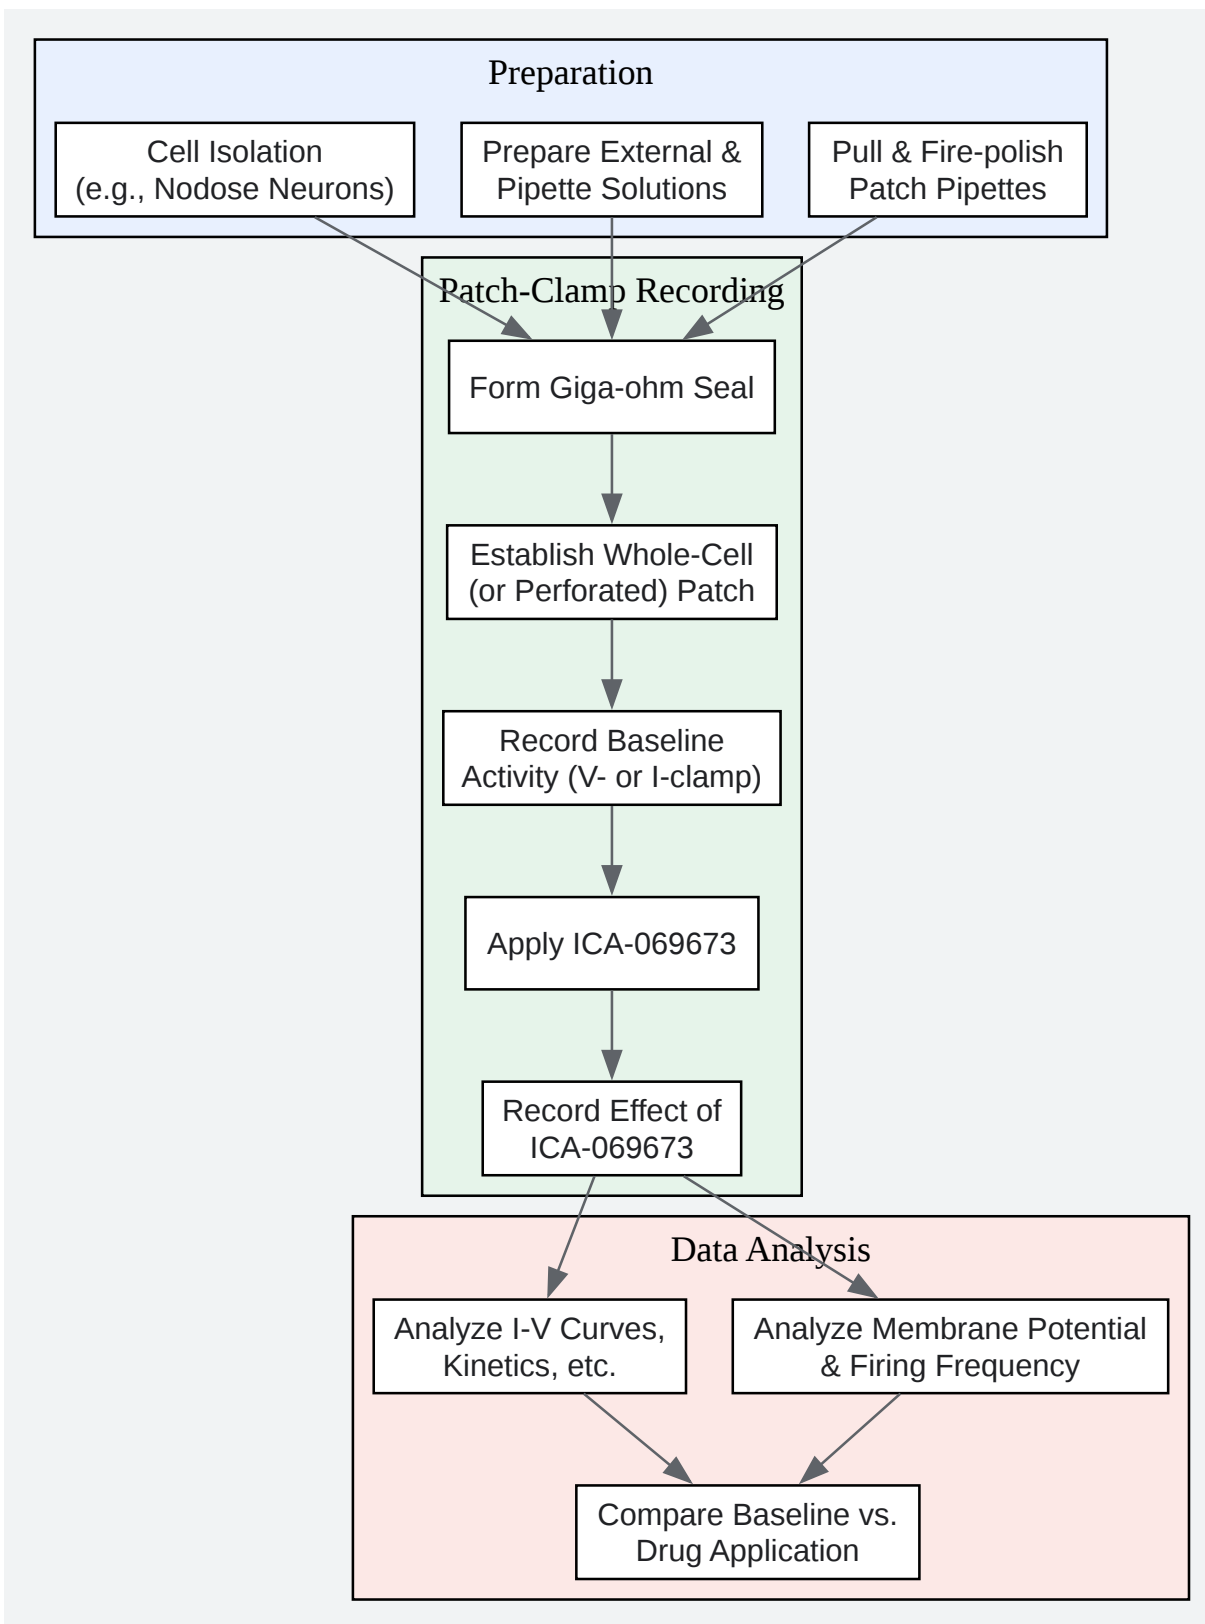 Preparation
Cell Isolation
(e.g., Nodose Neurons)
Prepare External &
Pipette Solutions
Pull & Fire-polish
Patch Pipettes
Patch-Clamp Recording
Form Giga-ohm Seal
Establish Whole-Cell
(or Perforated) Patch
Record Baseline
Activity (V- or I-clamp)
Apply ICA-069673
Record Effect of
ICA-069673
Data Analysis
Analyze I-V Curves,
Kinetics, etc.
Analyze Membrane Potential
& Firing Frequency
Compare Baseline vs.
Drug Application